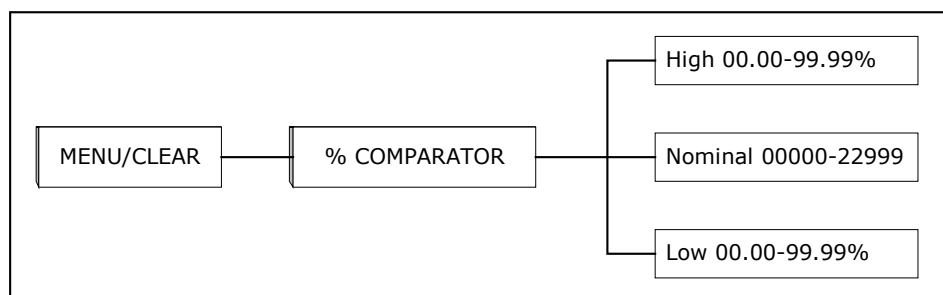 MENU/CLEAR
% COMPARATOR
High 00.00-99.99%
Nominal 00000-22999
Low 00.00-99.99%